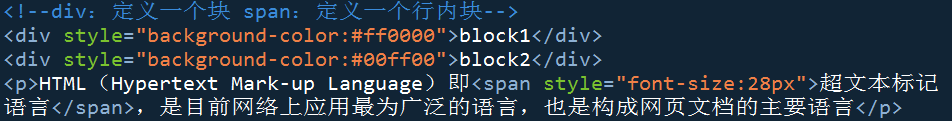 <!--div：定义一个块 span：定义一个行内块-->
<div style="background-color:#ff0000">block1</div>
<div style="background-color:#00ff00">block2</div>
<p>HTML（Hypertext Mark-up Language）即<span style="font-size:28px">超文本标记
语言</span>，是目前网络上应用最为广泛的语言，也是构成网页文档的主要语言</p>